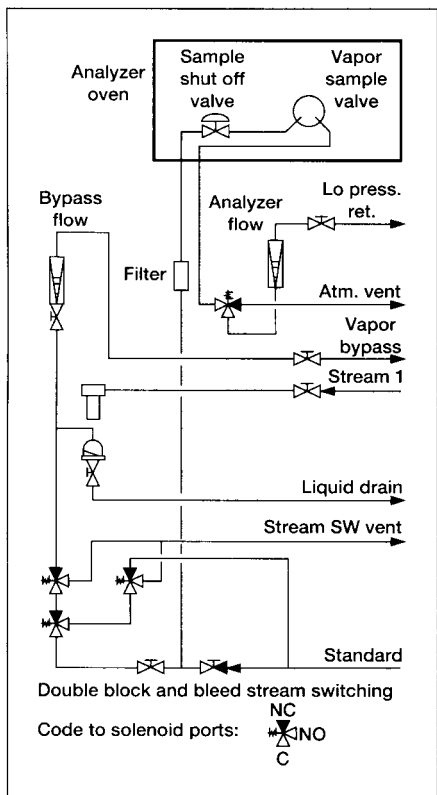 Analyzer
oven
Sample
shut off
valve
Vapor
sample
valve
Bypass
flow
Analyzer
flow
Lo press.
ret.
Filter
Atm. vent
Vapor
bypass
Stream 1
Liquid drain
Stream SW vent
Standard
Double block and bleed stream switching
Code to solenoid ports:
NC
NO
C